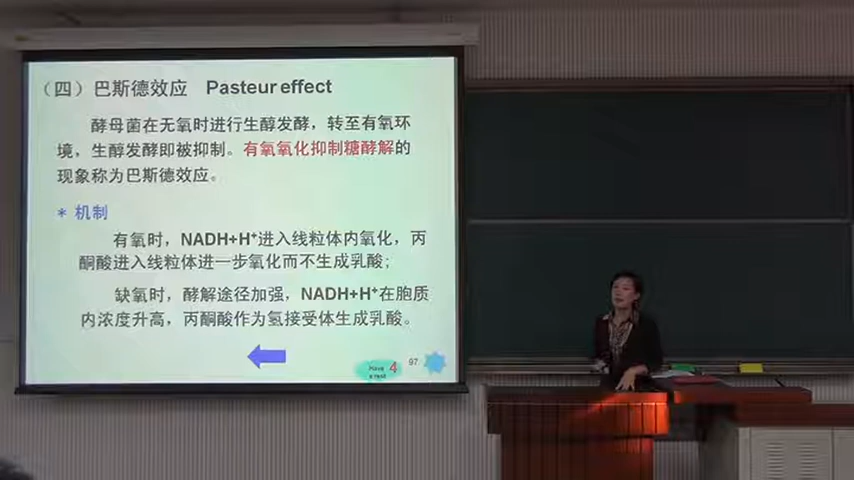 （四）巴斯德效应 Pasteur effect
酵母菌在无氧时进行生醇发酵，转至有氧环
境，生醇发酵即被抑制。有氧氧化抑制糖酵解的
现象称为巴斯德效应。
* 机制
有氧时，NADH+H⁺进入线粒体内氧化，丙
酮酸进入线粒体进一步氧化而不生成乳酸；
缺氧时，酵解途径加强，NADH+H⁺在胞质
内浓度升高，丙酮酸作为氢接受体生成乳酸。
Have
a rest
4
97